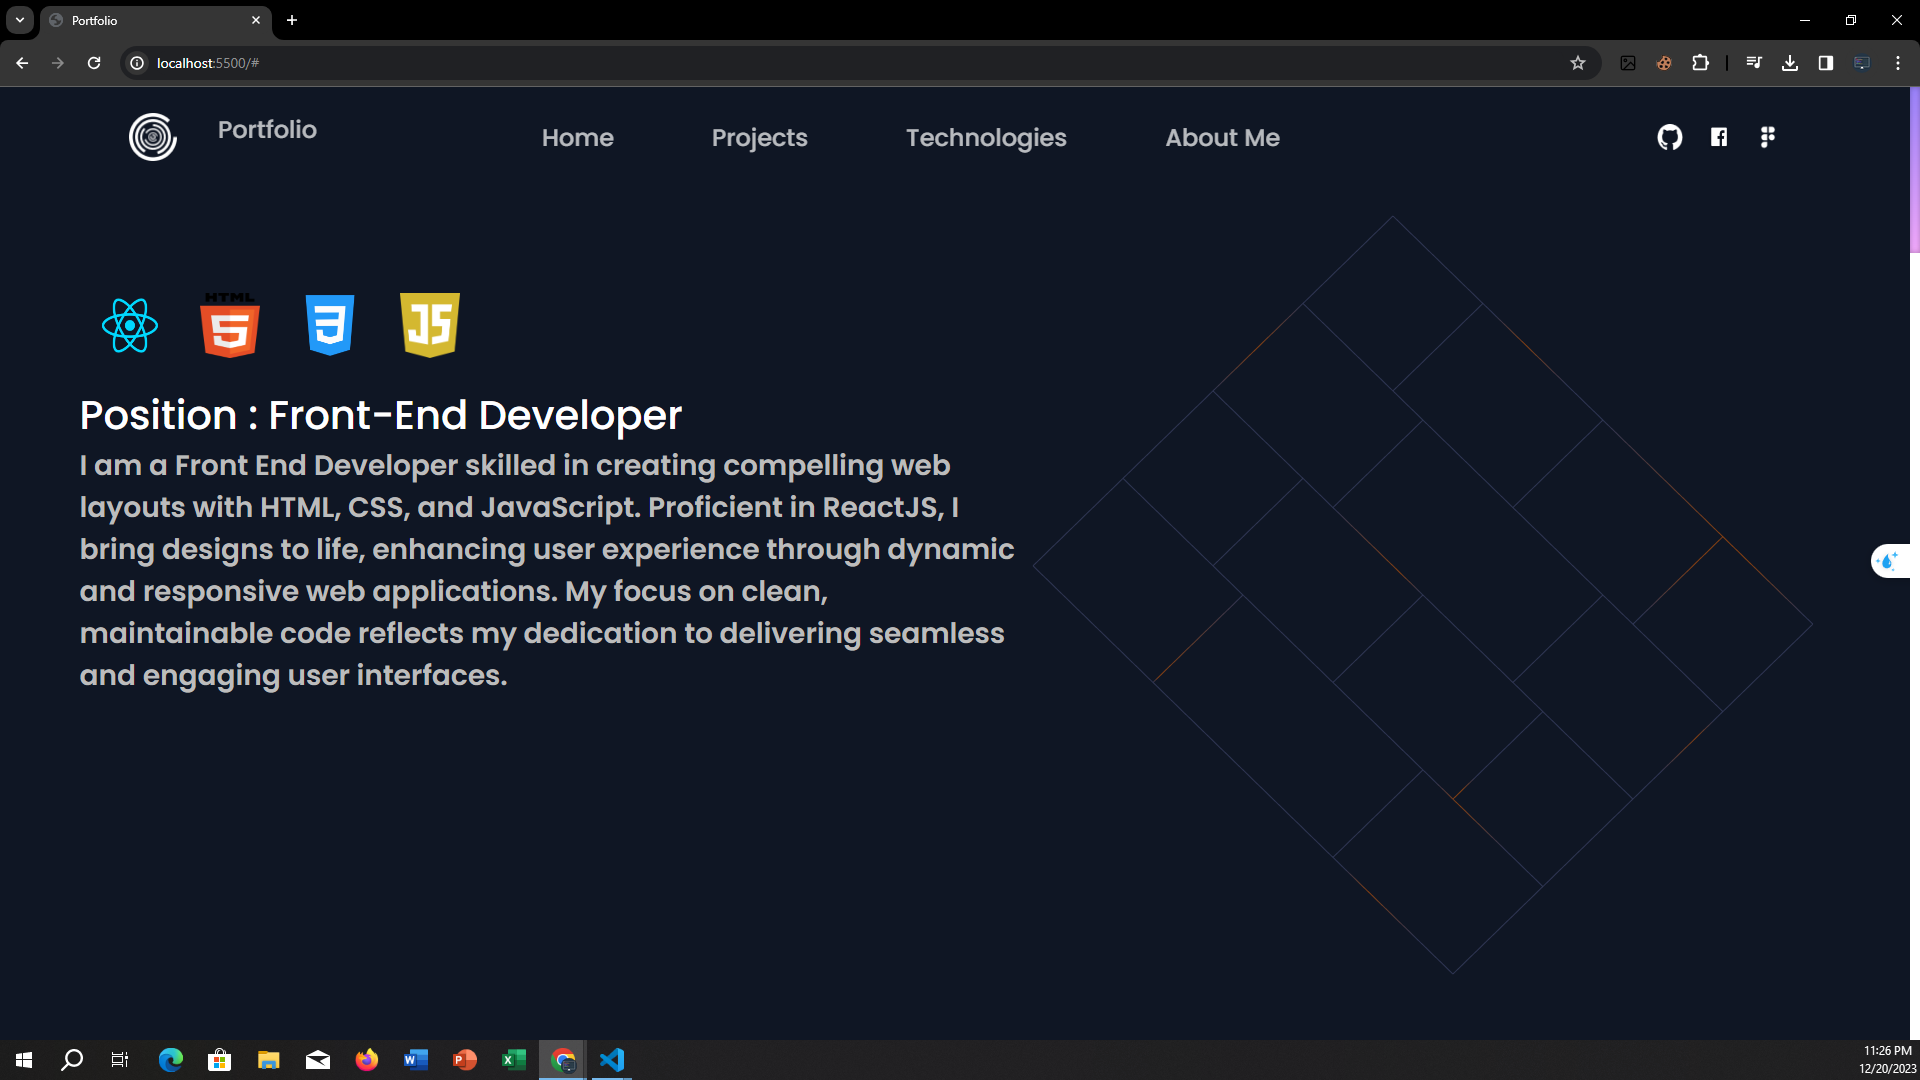 Portfolio
localhost:5500/#
Portfolio
Home
Projects
Technologies
About Me
HTML
5
3
JS
Position : Front-End Developer
I am a Front End Developer skilled in creating compelling web
layouts with HTML, CSS, and JavaScript. Proficient in ReactJS, I
bring designs to life, enhancing user experience through dynamic
and responsive web applications. My focus on clean,
maintainable code reflects my dedication to delivering seamless
and engaging user interfaces.
W
P
X
11:26 PM
12/20/2023